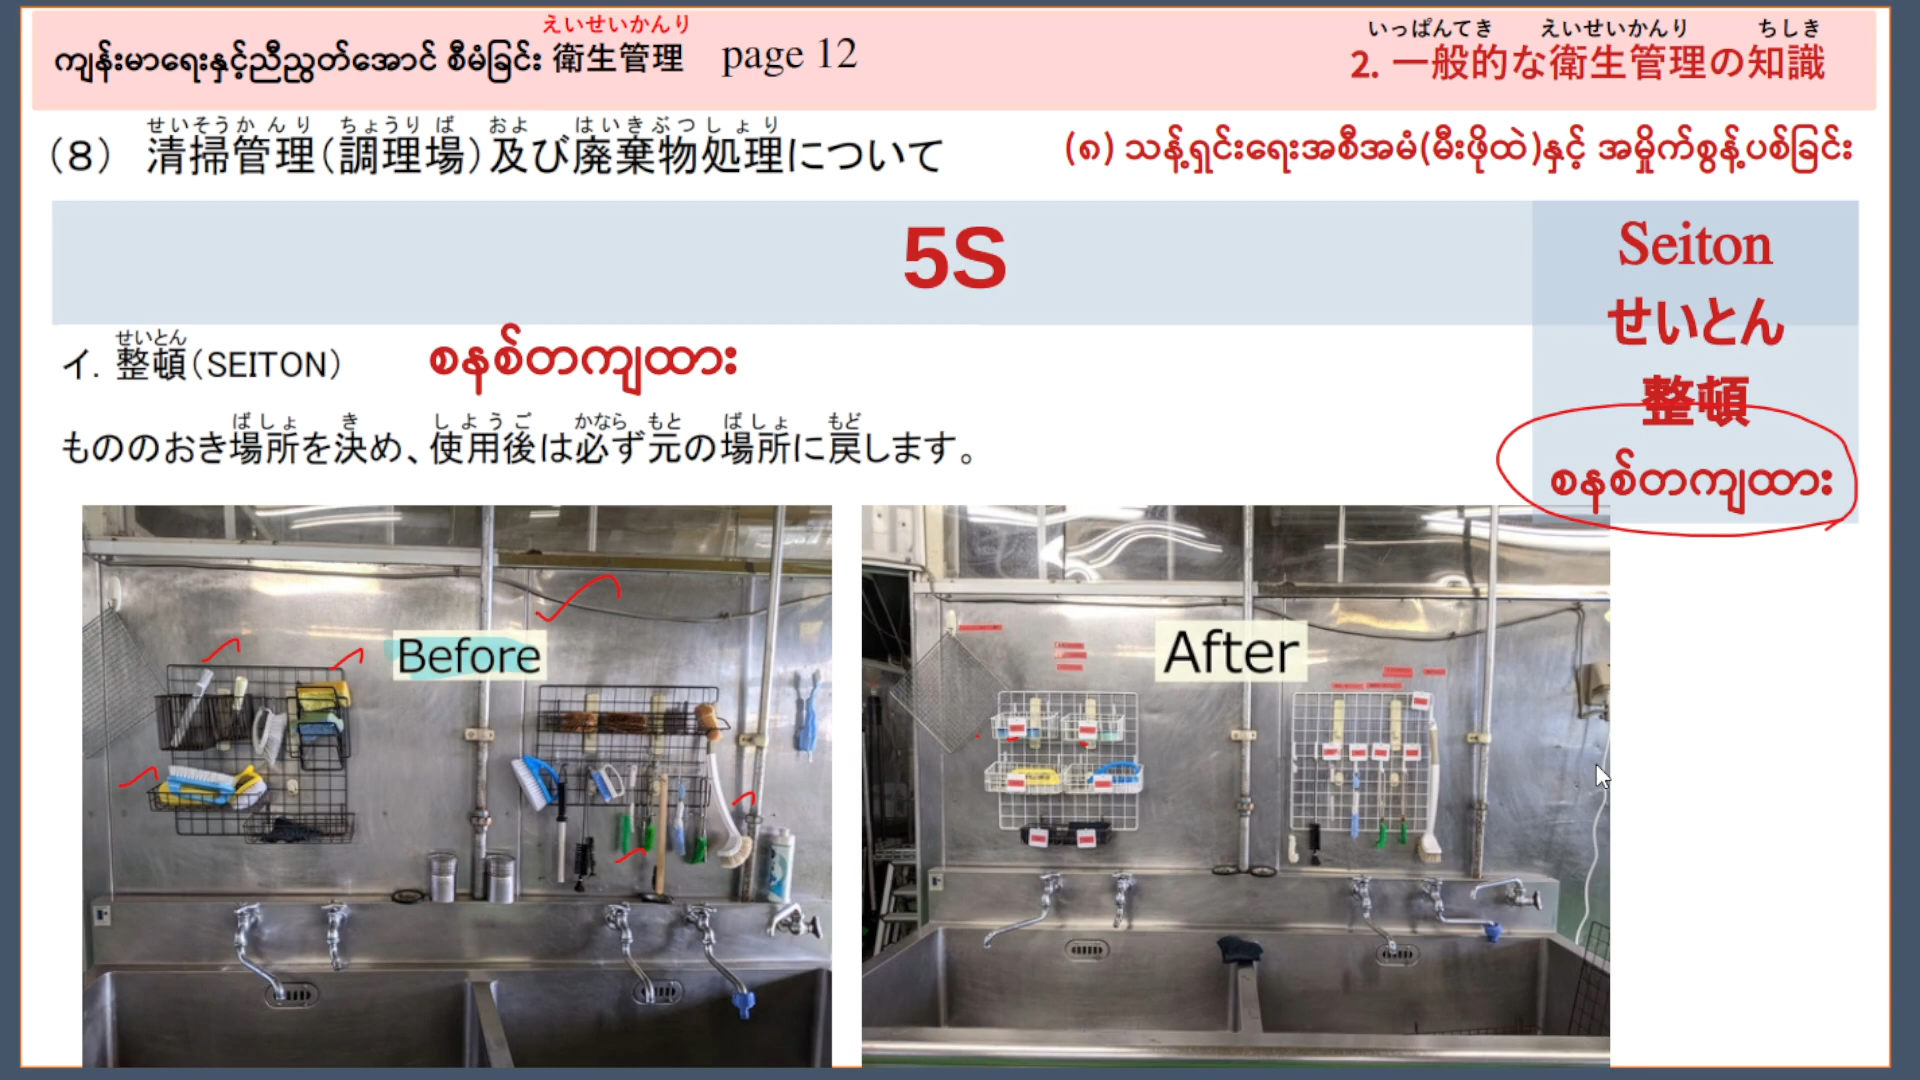 えいせいかんり
ကျန်းမာရေးနှင့်ညီညွတ်အောင် စီမံခြင်း 衛生管理 page 12
いっぱんてき えいせいかんり ちしき
2. 一般的な衛生管理の知識
せいそうかんり ちょうりば およ はいきぶつしょり
(8) 清掃管理(調理場)及び廃棄物処理について
(၈) သန့်ရှင်းရေးအစီအမံ(မီးဖိုထဲ)နှင့် အမှိုက်စွန့်ပစ်ခြင်း
5S
Seiton
せいとん
整頓
စနစ်တကျထား
せいとん
イ. 整頓(SEITON) စနစ်တကျထား
ばしょ き しようご かなら もと ばしょ もど
もののおき場所を決め、使用後は必ず元の場所に戻します。
Before
After